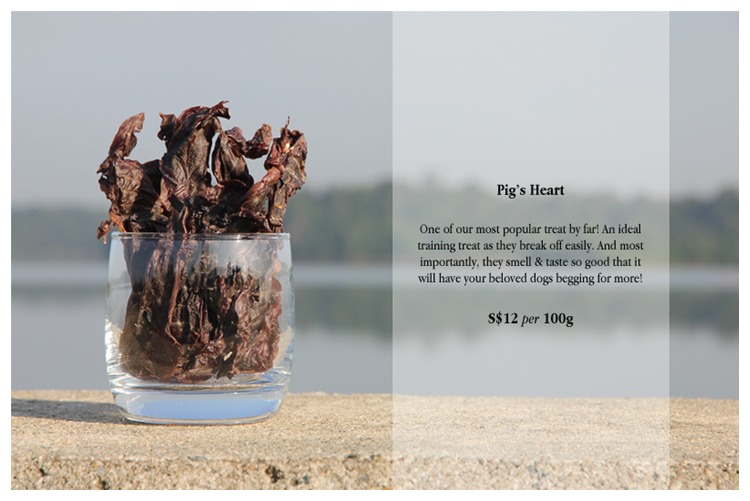 Pig's Heart
One of our most popular treat by far! An ideal
training treat as they break off easily. And most
importantly, they smell & taste so good that it
will have your beloved dogs begging for more!
S$12 per 100g